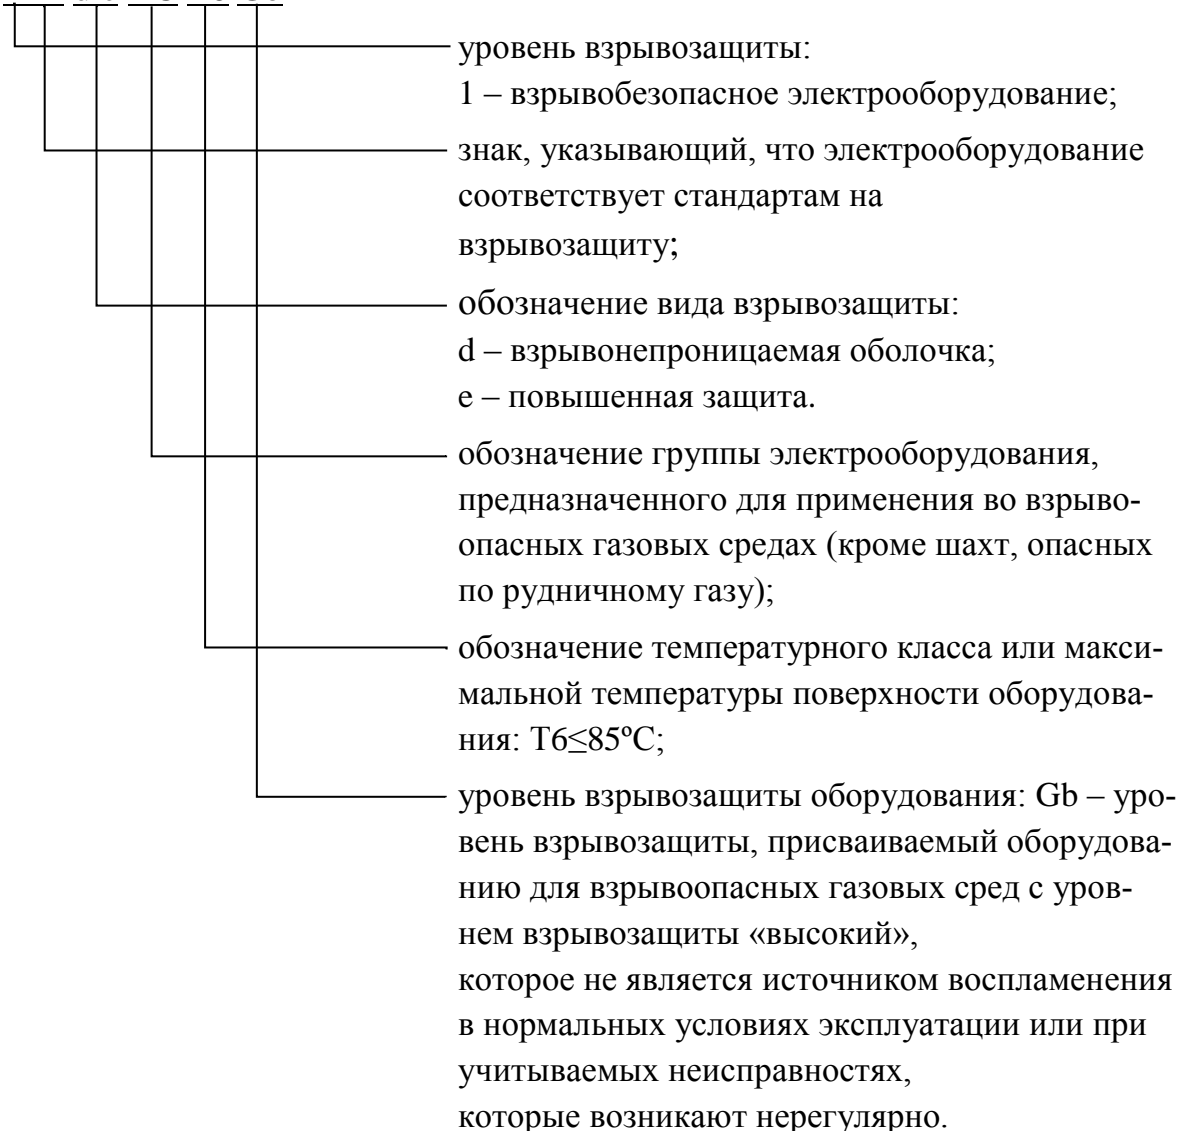 уровень взрывозащиты:
1 – взрывобезопасное электрооборудование;
знак, указывающий, что электрооборудование
соответствует стандартам на
взрывозащиту;
обозначение вида взрывозащиты:
d – взрывонепроницаемая оболочка;
e – повышенная защита.
обозначение группы электрооборудования,
предназначенного для применения во взрыво-
опасных газовых средах (кроме шахт, опасных
по рудничному газу);
обозначение температурного класса или макси-
мальной температуры поверхности оборудова-
ния: Т6≤85ºС;
уровень взрывозащиты оборудования: Gb – уро-
вень взрывозащиты, присваиваемый оборудова-
нию для взрывоопасных газовых сред с уров-
нем взрывозащиты «высокий»,
которое не является источником воспламенения
в нормальных условиях эксплуатации или при
учитываемых неисправностях,
которые возникают нерегулярно.